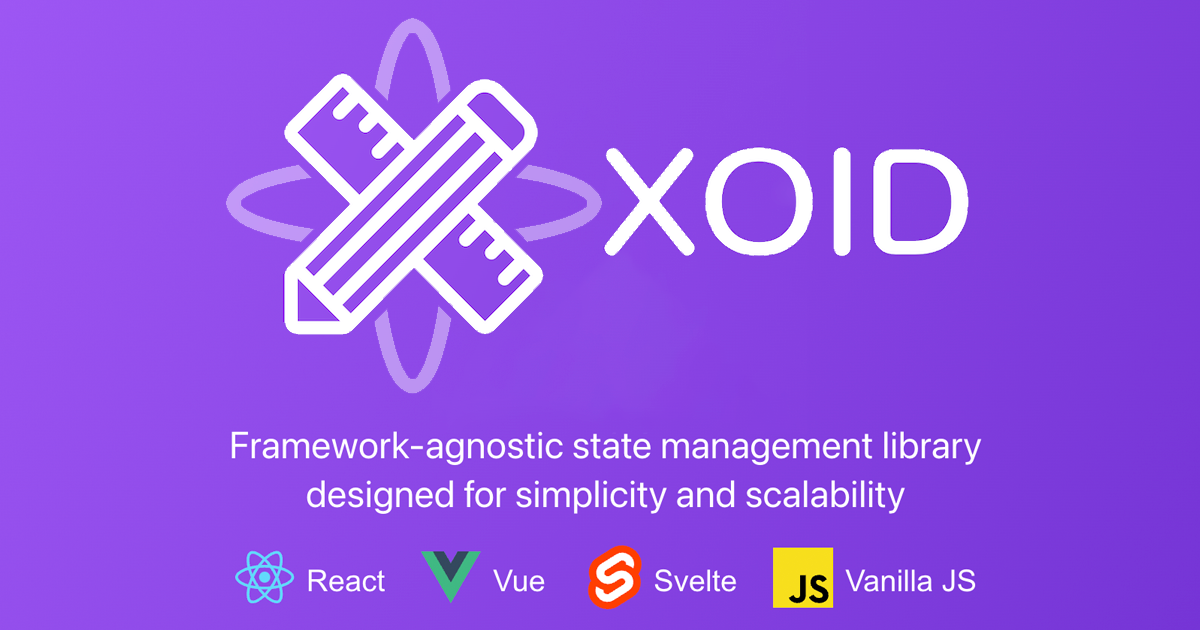 XOID
Framework-agnostic state management library
designed for simplicity and scalability
React Vue Svelte JS Vanilla JS